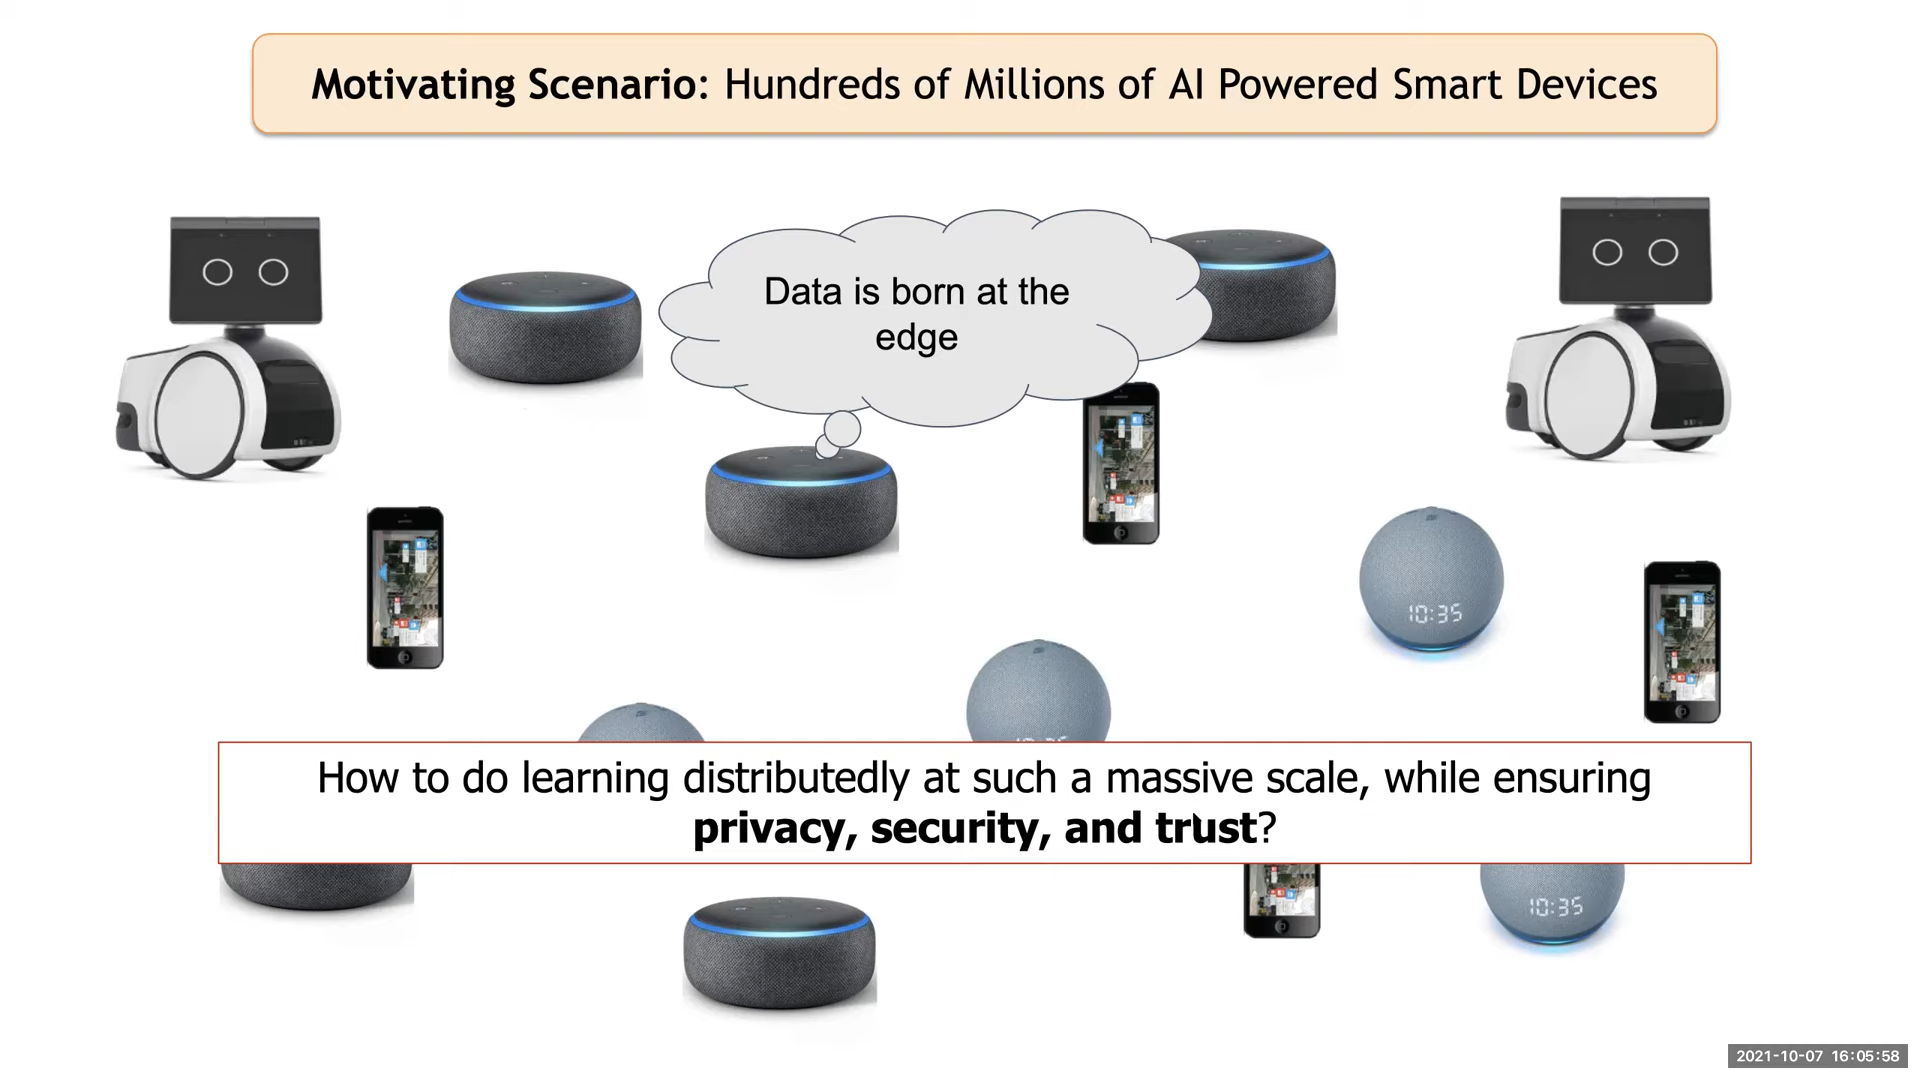 Motivating Scenario: Hundreds of Millions of AI Powered Smart Devices
Data is born at the
edge
10:35
How to do learning distributedly at such a massive scale, while ensuring
privacy, security, and trust?
10:35
2021-10-07 16:05:58